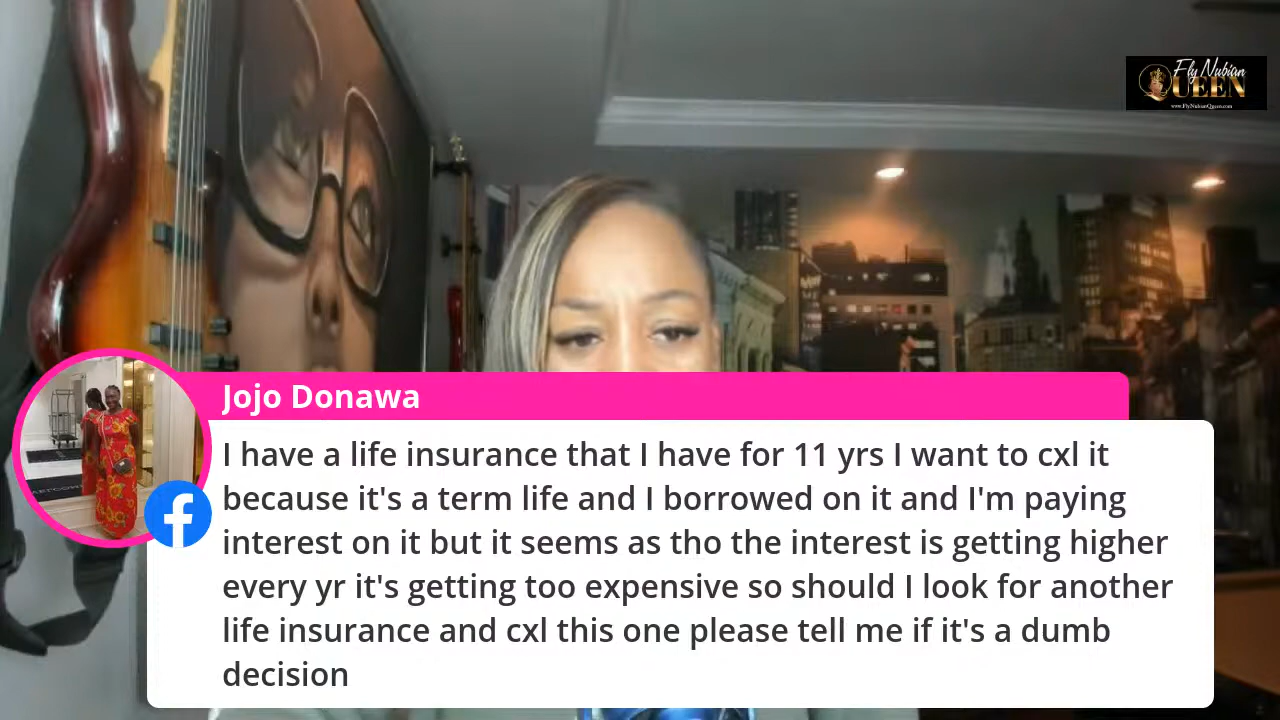 Fly Nubian
QUEEN
www.FlyNubianQueen.com
Jojo Donawa
I have a life insurance that I have for 11 yrs I want to cxl it
because it's a term life and I borrowed on it and I'm paying
interest on it but it seems as tho the interest is getting higher
every yr it's getting too expensive so should I look for another
life insurance and cxl this one please tell me if it's a dumb
decision